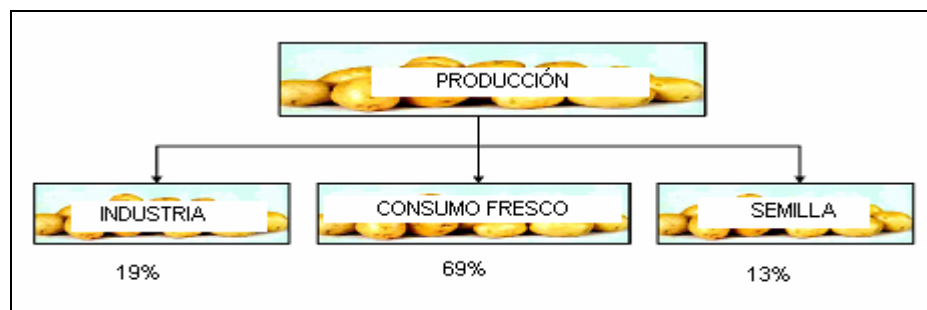 PRODUCCIÓN
INDUSTRIA
CONSUMO FRESCO
SEMILLA
19%
69%
13%